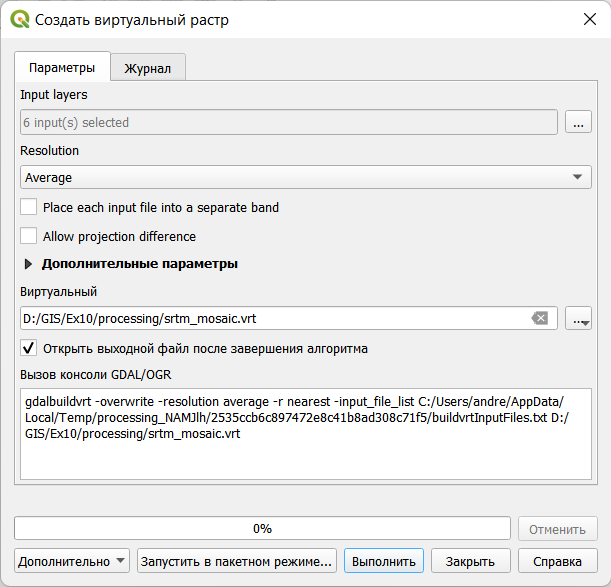 Создать виртуальный растр
Параметры
Журнал
Input layers
6 input(s) selected
...
Resolution
Average
Place each input file into a separate band
Allow projection difference
Дополнительные параметры
Виртуальный
D:/GIS/Ex10/processing/srtm_mosaic.vrt
...
Открыть выходной файл после завершения алгоритма
Вызов консоли GDAL/OGR
gdalbuildvrt -overwrite -resolution average -r nearest -input_file_list C:/Users/andre/AppData/
Local/Temp/processing_NAMJlh/2535ccb6c897472e8c41b8ad308c71f5/buildvrtInputFiles.txt D:/
GIS/Ex10/processing/srtm_mosaic.vrt
0%
Отменить
Дополнительно
Запустить в пакетном режиме...
Выполнить
Закрыть
Справка